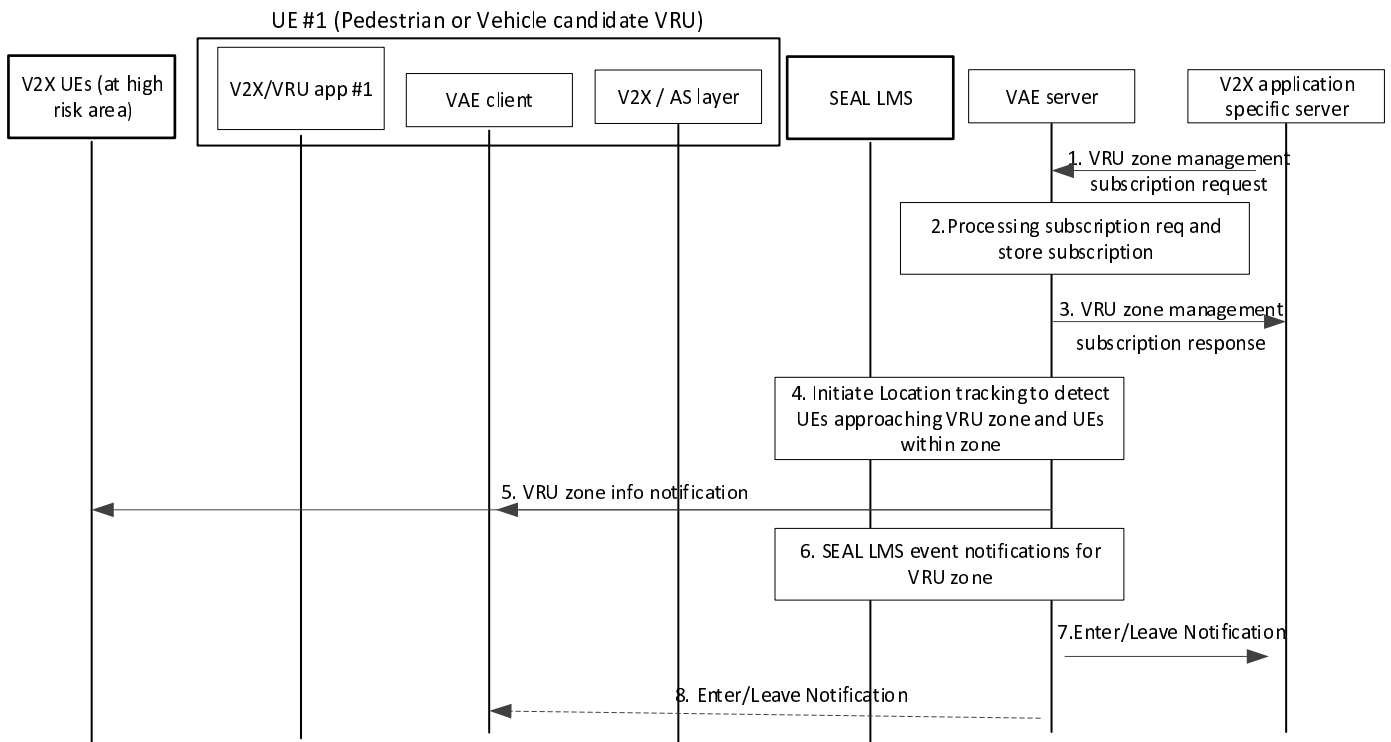 UE #1 (Pedestrian or Vehicle candidate VRU)
V2X UEs (at high
risk area)
V2X/VRU app #1
VAE client
V2X / AS layer
SEAL LMS
VAE server
V2X application
specific server
1. VRU zone management
subscription request
2.Processing subscription req and
store subscription
3. VRU zone management
subscription response
4. Initiate Location tracking to detect
UEs approaching VRU zone and UEs
within zone
5. VRU zone info notification
6. SEAL LMS event notifications for
VRU zone
7.Enter/Leave Notification
8. Enter/Leave Notification